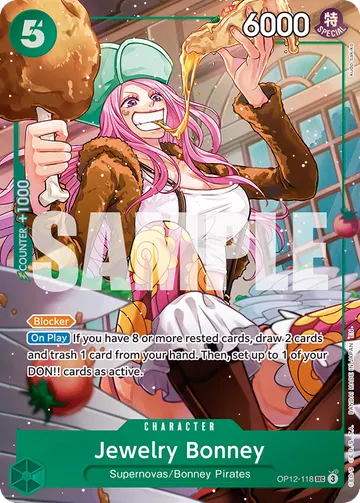 5
6000
特
SPECIAL
COUNTER +1000
SAMPLE
Blocker
On Play If you have 8 or more rested cards, draw 2 cards
and trash 1 card from your hand. Then, set up to 1 of your
DON!! cards as active.
CHARACTER
Jewelry Bonney
Supernovas/Bonney Pirates
OP12-118 SEC 3